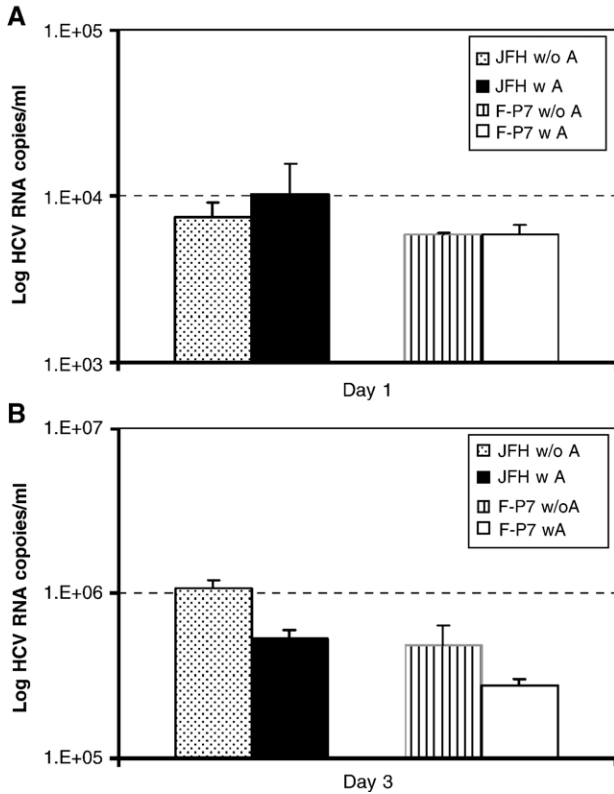 A
1.E+05
JFH w/o A
JFH w A
F-P7 w/o A
F-P7 w A
Log HCV RNA copies/ml
1.E+04
1.E+03
Day 1
B
1.E+07
JFH w/o A
JFH w A
F-P7 w/oA
F-P7 wA
Log HCV RNA copoies/ml
1.E+06
1.E+05
Day 3